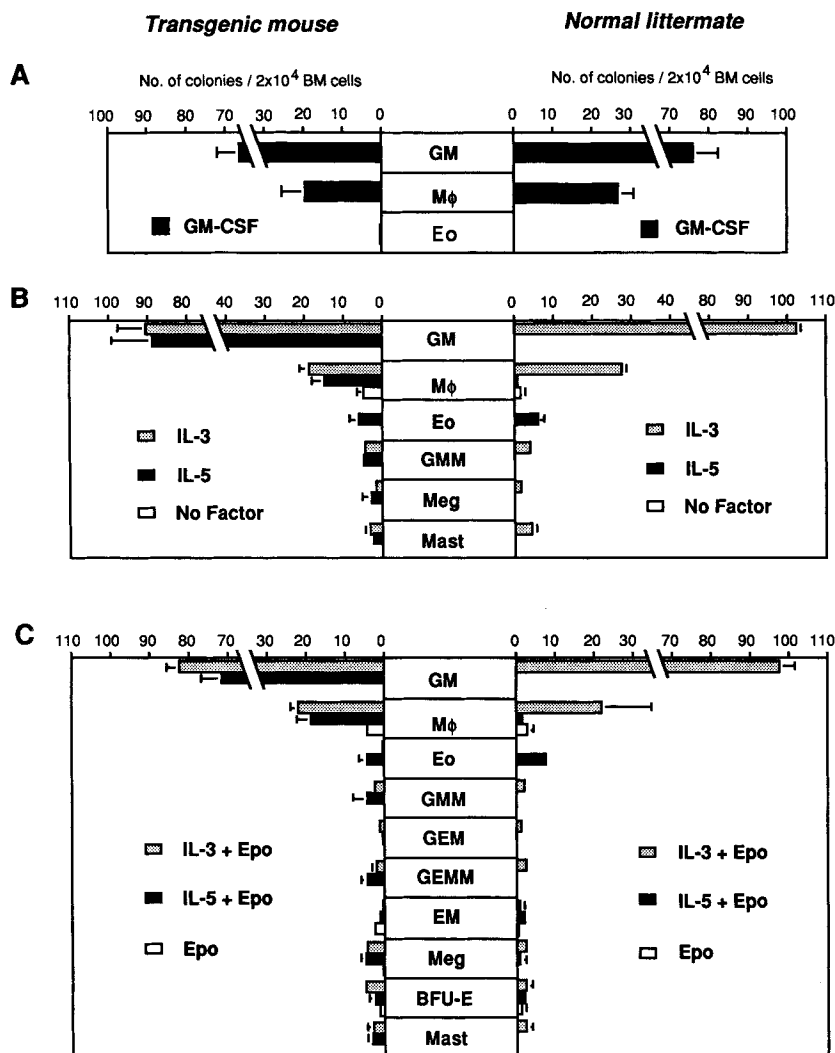 Transgenic mouse
Normal littermate
A
No. of colonies / 2x10⁴ BM cells
No. of colonies / 2x10⁴ BM cells
100 90 80 70 30 20 10 0
0 10 20 30 70 80 90 100
GM
Mφ
Eo
GM-CSF
GM-CSF
B
110 100 90 80 30 20 10 0
0 10 20 30 80 90 100 110
GM
Mφ
Eo
GMM
Meg
Mast
IL-3
IL-5
No Factor
IL-3
IL-5
No Factor
C
110 100 90 80 70 30 20 10 0
0 10 20 30 70 80 90 100 110
GM
Mφ
Eo
GMM
GEM
GEMM
EM
Meg
BFU-E
Mast
IL-3 + Epo
IL-5 + Epo
Epo
IL-3 + Epo
IL-5 + Epo
Epo